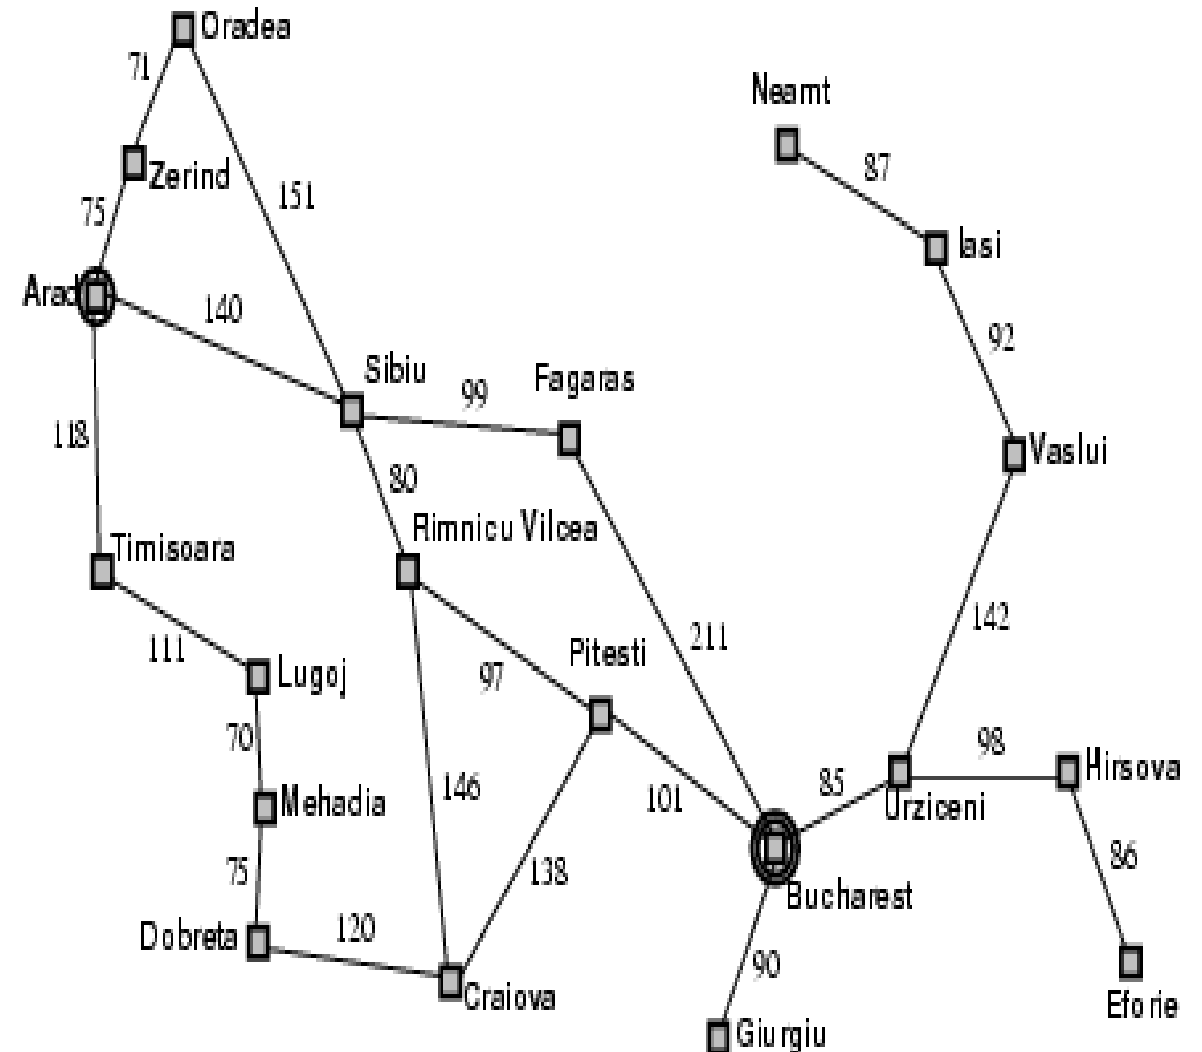 Oradea
71
Neamt
Zerind
87
151
75
Iasi
Arad
140
92
Sibiu
Fagaras
99
118
Vaslui
80
Rimnicu Vilcea
Timisoara
142
111
Pitesti
211
Lugoj
97
70
98
Hirsova
146
101
85
Mehadia
Urziceni
86
75
138
Bucharest
Dobreta
120
90
Craiova
Eforie
Giurgiu